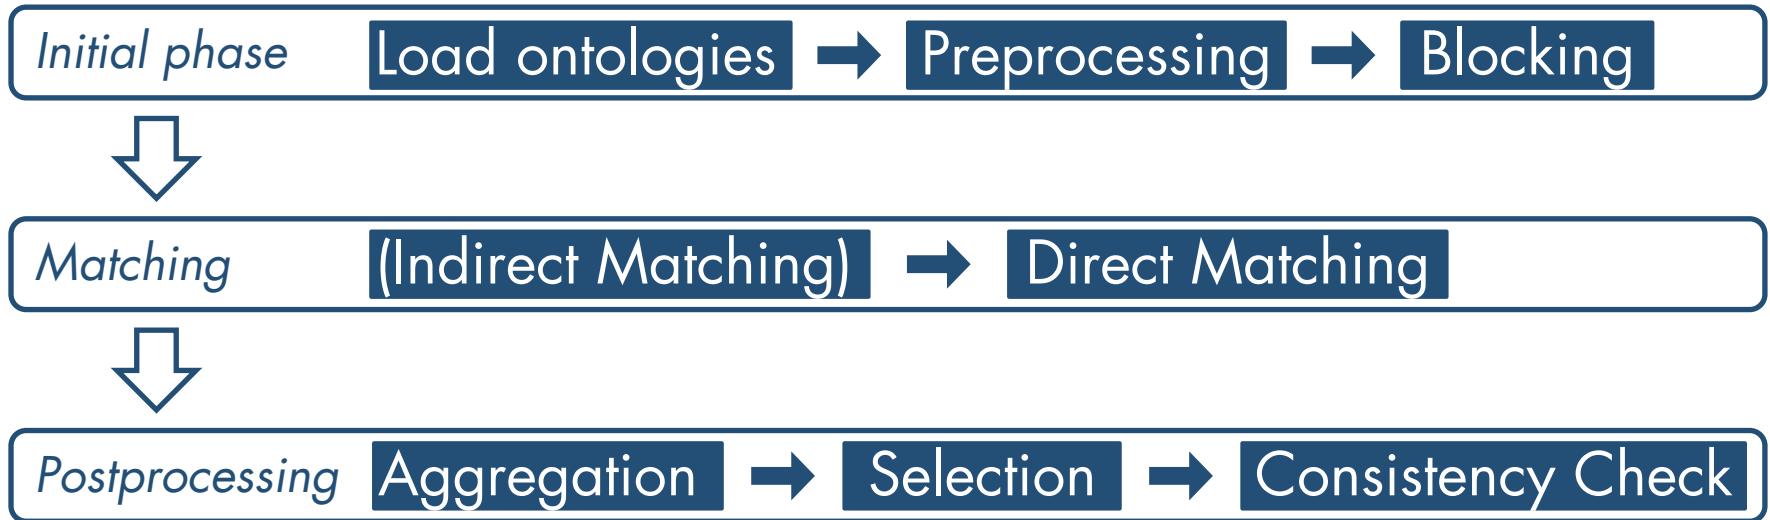 Initial phase Load ontologies Preprocessing Blocking
Matching (Indirect Matching) Direct Matching
Postprocessing Aggregation Selection Consistency Check